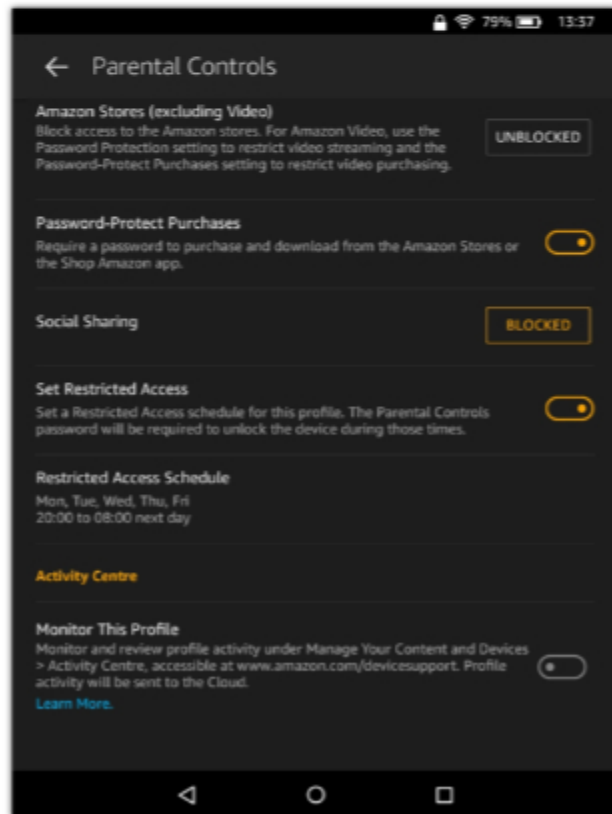 79% 13:37
Parental Controls
Amazon Stores (excluding Video)
Block access to the Amazon stores. For Amazon Video, use the
Password Protection setting to restrict video streaming and the
Password-Protect Purchases setting to restrict video purchasing.
UNBLOCKED
Password-Protect Purchases
Require a password to purchase and download from the Amazon Stores or
the Shop Amazon app.
Social Sharing
BLOCKED
Set Restricted Access
Set a Restricted Access schedule for this profile. The Parental Controls
password will be required to unlock the device during those times.
Restricted Access Schedule
Mon, Tue, Wed, Thu, Fri
20:00 to 08:00 next day
Activity Centre
Monitor This Profile
Monitor and review profile activity under Manage Your Content and Devices
> Activity Centre, accessible at www.amazon.com/devicesupport. Profile
activity will be sent to the Cloud.
Learn More.